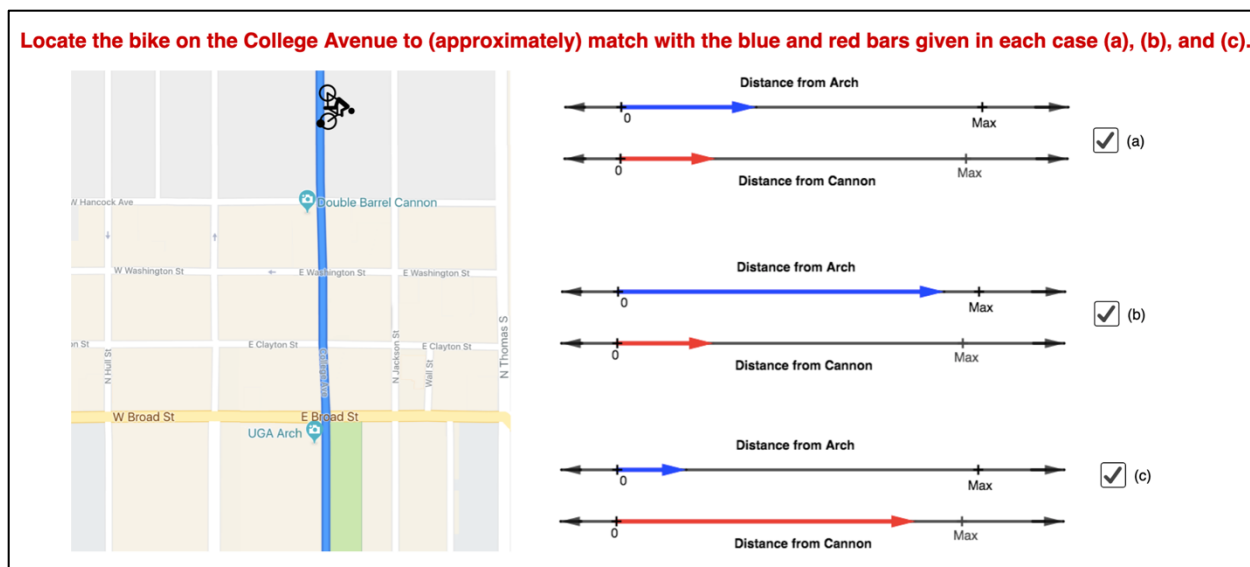 Locate the bike on the College Avenue to (approximately) match with the blue and red bars given in each case (a), (b), and (c).
Double Barrel Cannon
W Hancock Ave
W Washington St
E Washington St
E Washington St
on St
E Clayton St
E Clayton St
N Hull St
College Ave
N Jackson St
Wall St
N Thomas S
W Broad St
E Broad St
UGA Arch
Distance from Arch
0
Max
0
Max
Distance from Cannon
(a)
Distance from Arch
0
Max
0
Max
Distance from Cannon
(b)
Distance from Arch
0
Max
0
Max
Distance from Cannon
(c)